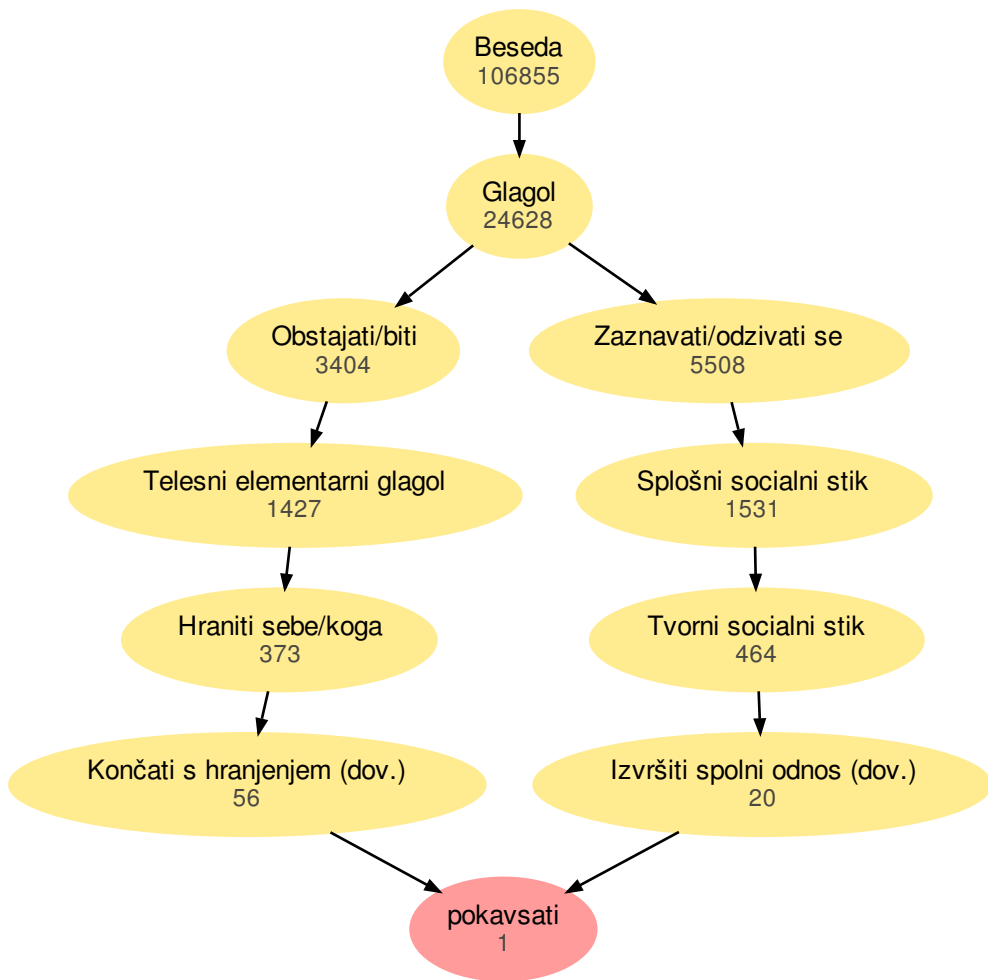 Beseda
106855
Glagol
24628
Obstajati/biti
3404
Zaznavati/odzivati se
5508
Telesni elementarni glagol
1427
Splošni socialni stik
1531
Hraniti sebe/koga
373
Tvorni socialni stik
464
Končati s hranjenjem (dov.)
56
Izvršiti spolni odnos (dov.)
20
pokavsati
1